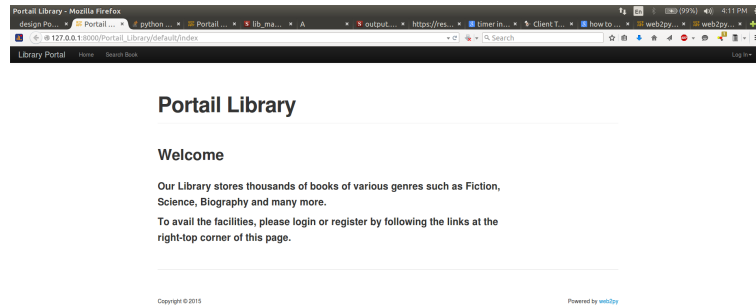 Portail Library - Mozilla Firefox
En (99%) 4:11 PM
design Po... × Portail ... × python ... × Portail ... × lib_ma... × A × output.... × https://res... × timer in... × Client T... × how to ... × web2py... × web2py... ×
127.0.0.1:8000/Portail_Library/default/index Search
Library Portal Home Search Book Log In
Portail Library
Welcome
Our Library stores thousands of books of various genres such as Fiction,
Science, Biography and many more.
To avail the facilities, please login or register by following the links at the
right-top corner of this page.
Copyright © 2015 Powered by web2py